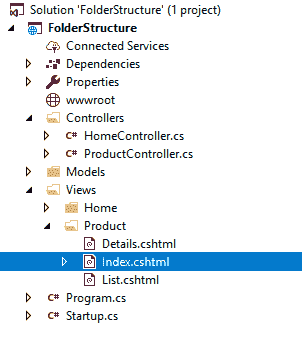 Solution 'FolderStructure' (1 project)
FolderStructure
Connected Services
Dependencies
Properties
wwwroot
Controllers
C# HomeController.cs
C# ProductController.cs
Models
Views
Home
Product
Details.cshtml
Index.cshtml
List.cshtml
C# Program.cs
C# Startup.cs